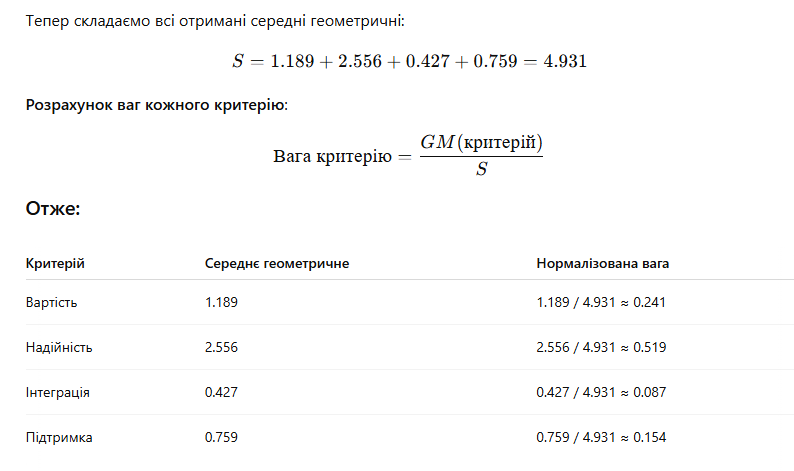 Тепер складаємо всі отримані середні геометричні:
S = 1.189 + 2.556 + 0.427 + 0.759 = 4.931
Розрахунок ваг кожного критерію:
Вага критерію = GM(критерій) / S
Отже:
Критерій Середнє геометричне Нормалізована вага
Вартість 1.189 1.189 / 4.931 ≈ 0.241
Надійність 2.556 2.556 / 4.931 ≈ 0.519
Інтеграція 0.427 0.427 / 4.931 ≈ 0.087
Підтримка 0.759 0.759 / 4.931 ≈ 0.154